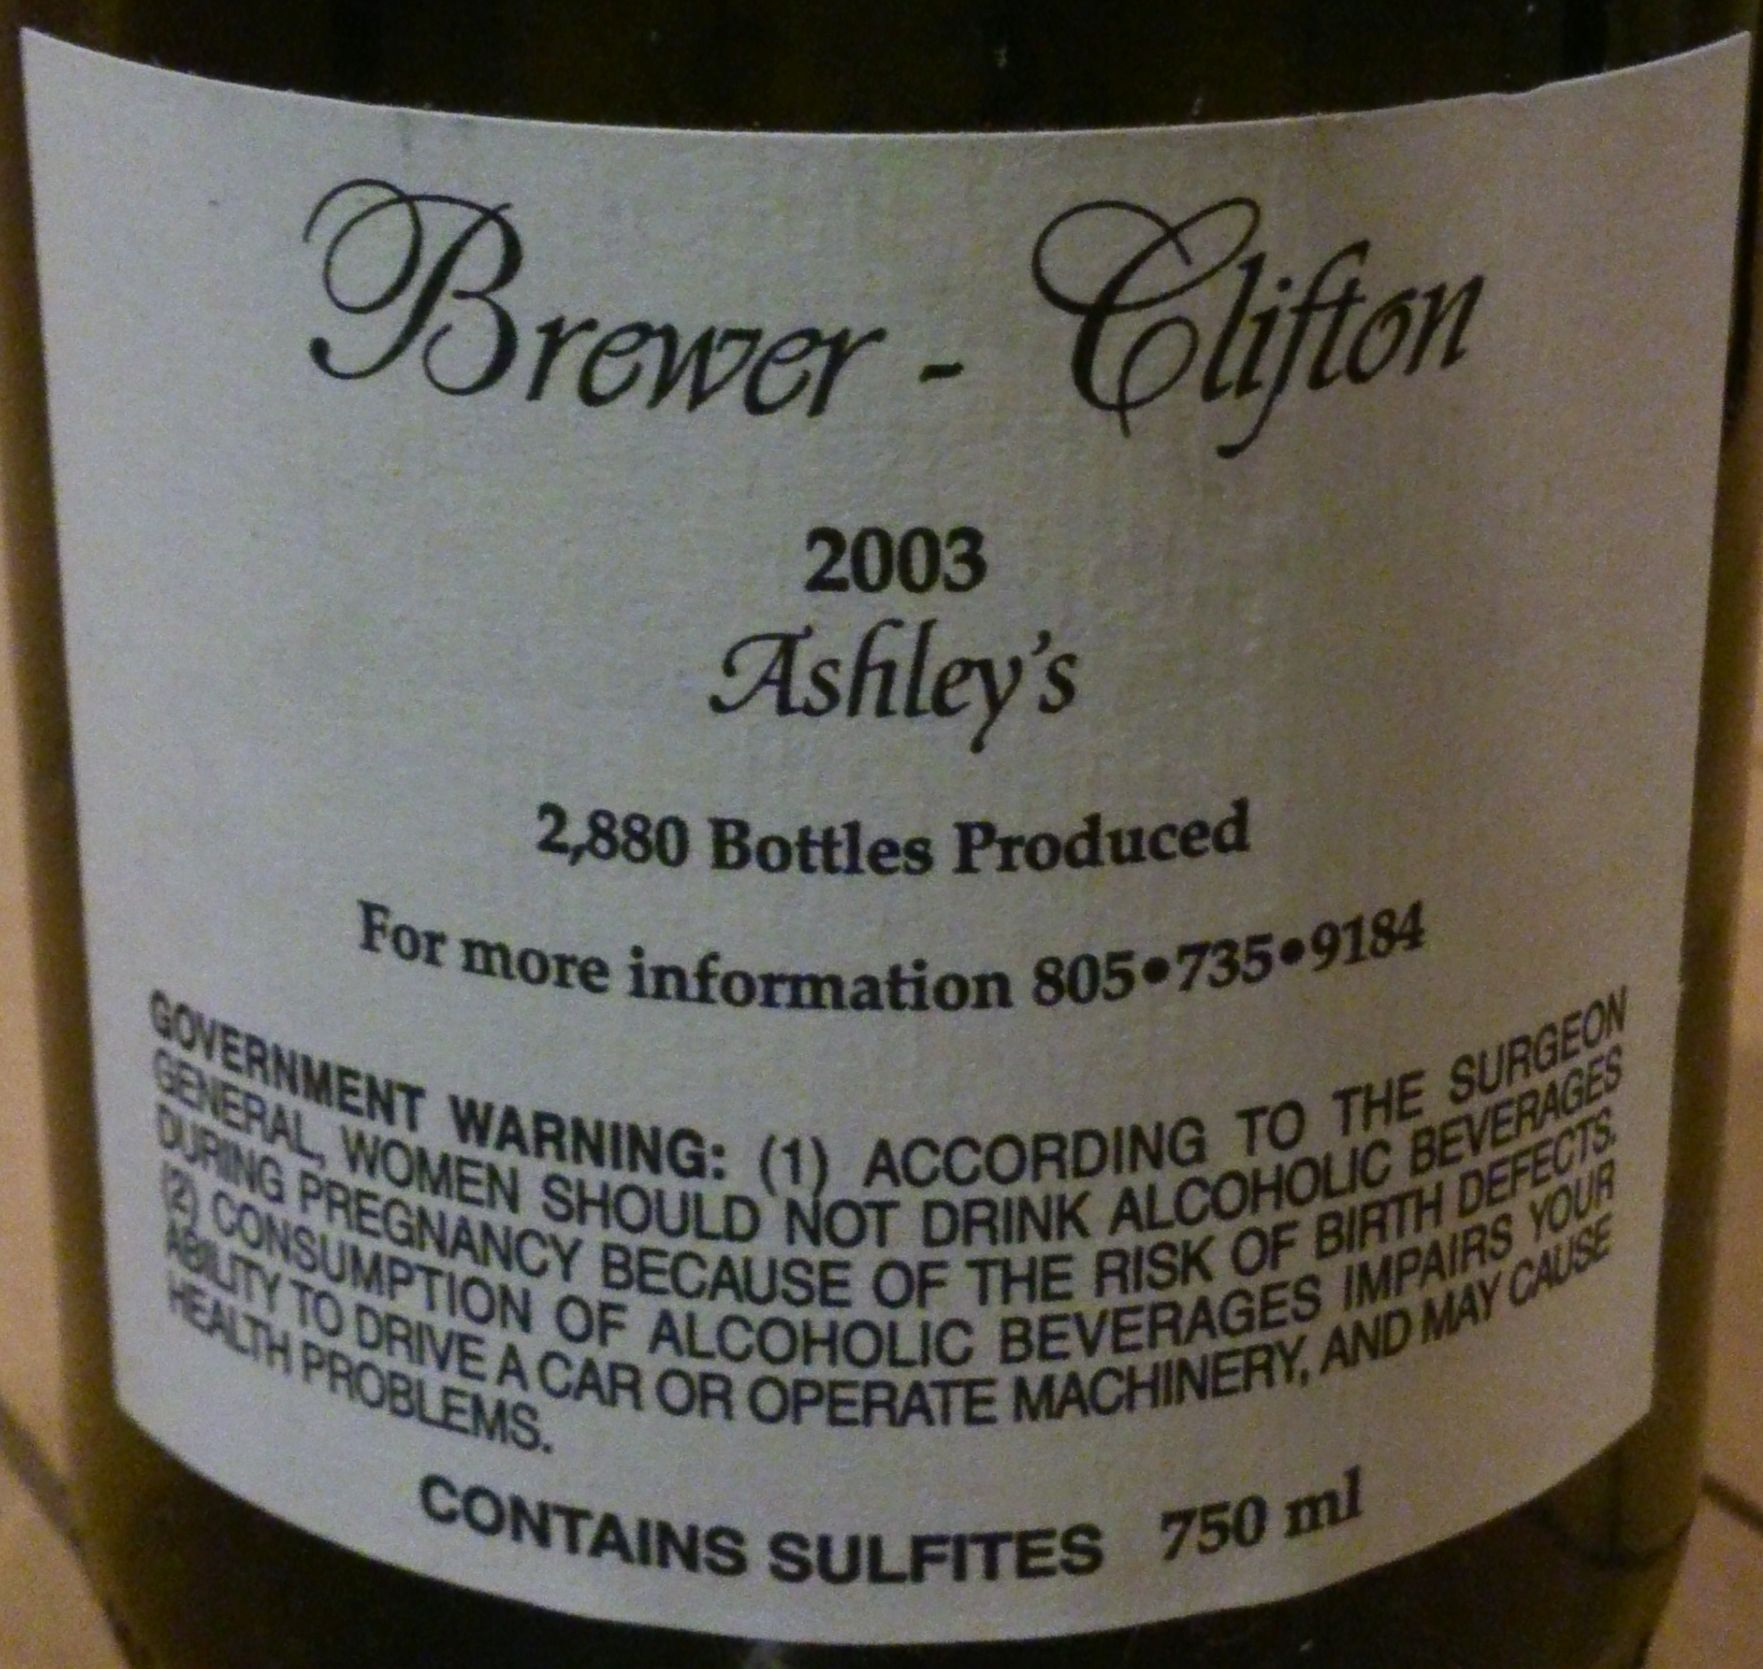 Brewer - Clifton
2003
Ashley's
2,880 Bottles Produced
For more information 805•735•9184
GOVERNMENT WARNING: (1) ACCORDING TO THE SURGEON
GENERAL, WOMEN SHOULD NOT DRINK ALCOHOLIC BEVERAGES
DURING PREGNANCY BECAUSE OF THE RISK OF BIRTH DEFECTS.
(2) CONSUMPTION OF ALCOHOLIC BEVERAGES IMPAIRS YOUR
ABILITY TO DRIVE A CAR OR OPERATE MACHINERY, AND MAY CAUSE
HEALTH PROBLEMS.
CONTAINS SULFITES 750 ml